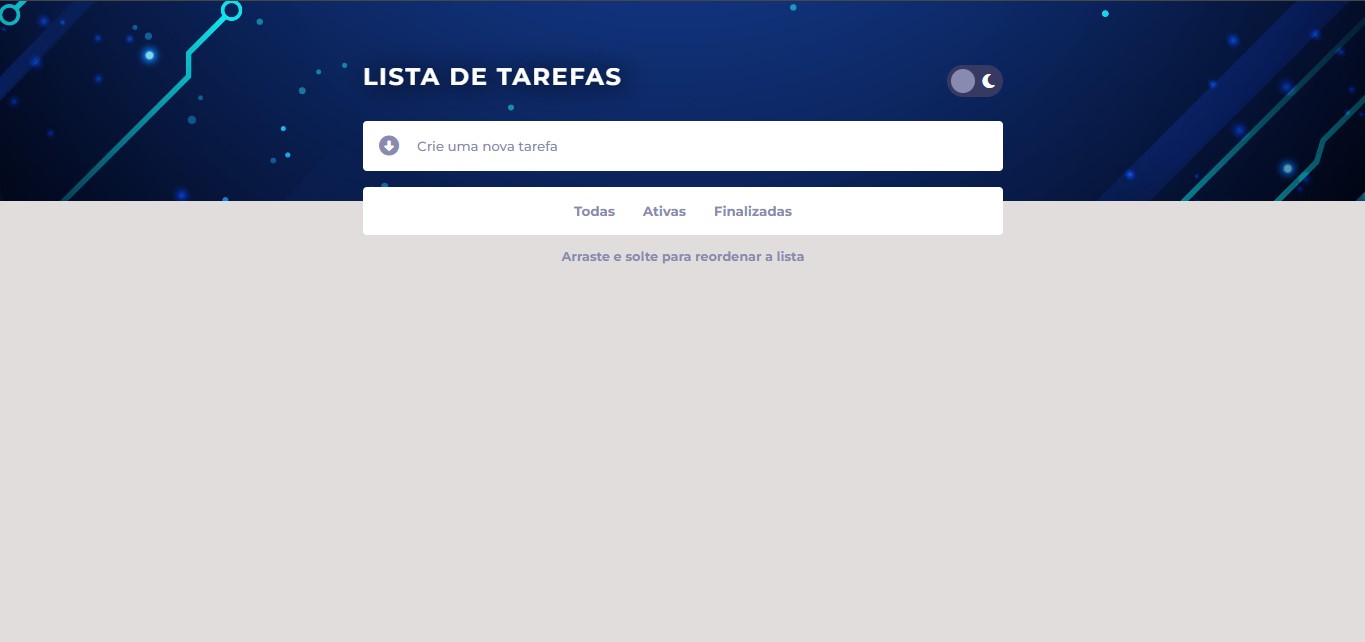 LISTA DE TAREFAS
Crie uma nova tarefa
Todas Ativas Finalizadas
Arraste e solte para reordenar a lista